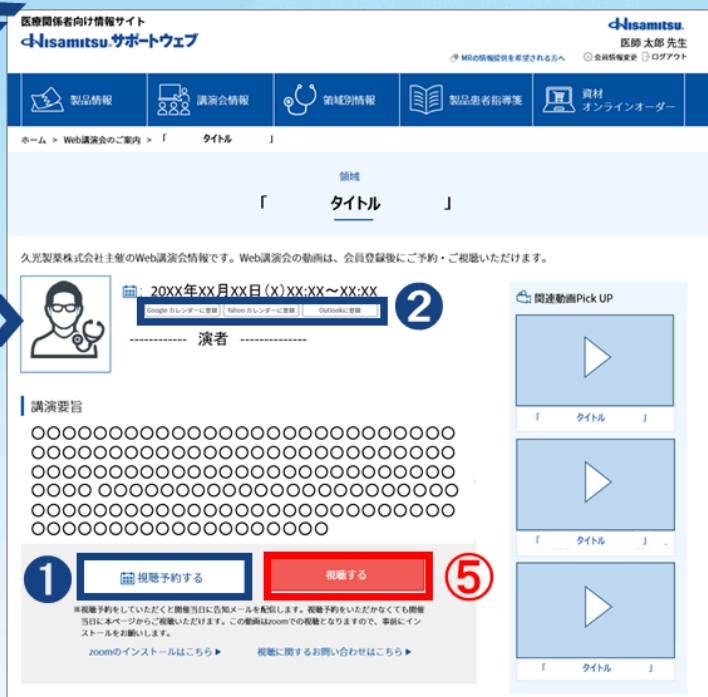 医療関係者向け情報サイト
Hisamitsu.サポートウェブ
Hisamitsu.
医師 太郎 先生
MRの情報提供を希望される方へ 会員情報変更 ログアウト
製品情報
講演会情報
領域別情報
製品患者指導箋
資材
オンラインオーダー
ホーム > Web講演会のご案内 > 「 タイトル 」
領域
「 タイトル 」
久光製薬株式会社主催のWeb講演会情報です。Web講演会の動画は、会員登録後にご予約・ご視聴いただけます。
20XX年XX月XX日(X)XX:XX～XX:XX
Google カレンダーに登録 Yahoo カレンダーに登録 Outlookに登録
2
------------ 演者 --------------
講演要旨
〇〇〇〇〇〇〇〇〇〇〇〇〇〇〇〇〇〇〇〇〇〇〇〇〇〇〇
〇〇〇〇〇〇〇〇〇〇〇〇〇〇〇〇〇〇〇〇〇〇〇〇〇〇〇
〇〇〇〇〇〇〇〇〇〇〇〇〇〇〇〇〇〇〇〇〇〇〇〇〇〇〇
〇〇〇〇 〇〇〇〇〇〇〇〇〇〇〇〇〇〇〇〇〇〇〇〇〇〇〇
〇〇〇〇〇〇〇〇〇〇〇〇〇〇〇〇〇〇〇〇〇〇〇〇〇〇〇
〇〇〇〇〇〇〇〇〇〇〇〇〇〇〇〇〇〇〇
1
視聴予約する
視聴する
⑤
※視聴予約をしていただくと開催当日に告知メールを配信します。視聴予約をいただかなくても開催
当日に本ページからご視聴いただけます。この動画はzoomでの視聴となりますので、事前にイン
ストールをお願いします。
zoomのインストールはこちら▶ 視聴に関するお問い合わせはこちら▶
関連動画Pick UP
「 タイトル 」
「 タイトル 」
「 タイトル 」